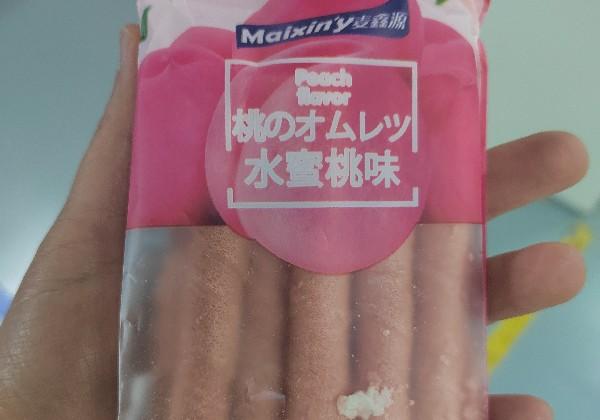 Maixin'y麦鑫源
Peach
flavor
桃のオムレツ
水蜜桃味